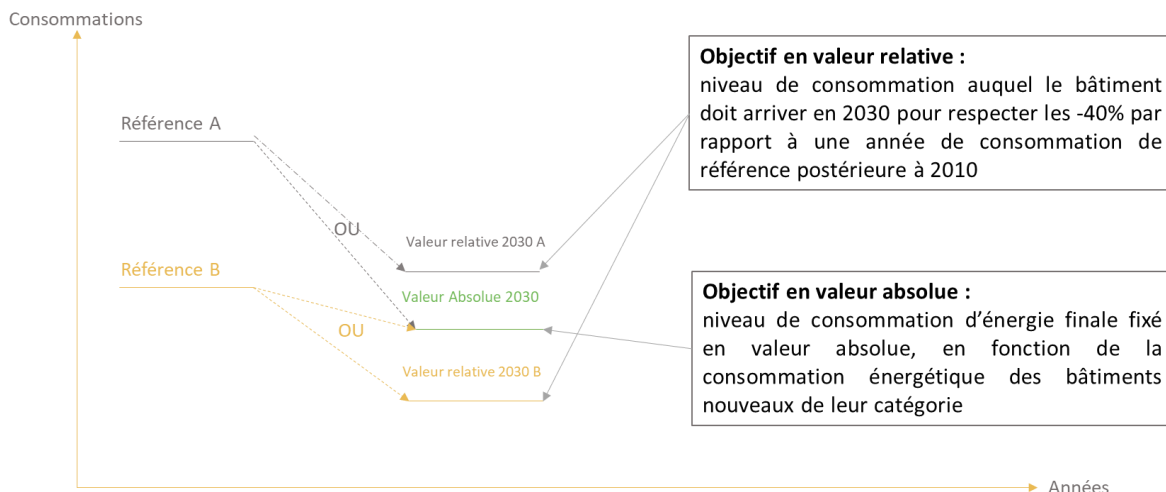 Consommations
Objectif en valeur relative :
niveau de consommation auquel le bâtiment
doit arriver en 2030 pour respecter les -40% par
rapport à une année de consommation de
référence postérieure à 2010
Référence A
OU
Valeur relative 2030 A
Référence B
Valeur Absolue 2030
OU
Valeur relative 2030 B
Objectif en valeur absolue :
niveau de consommation d’énergie finale fixé
en valeur absolue, en fonction de la
consommation énergétique des bâtiments
nouveaux de leur catégorie
Années